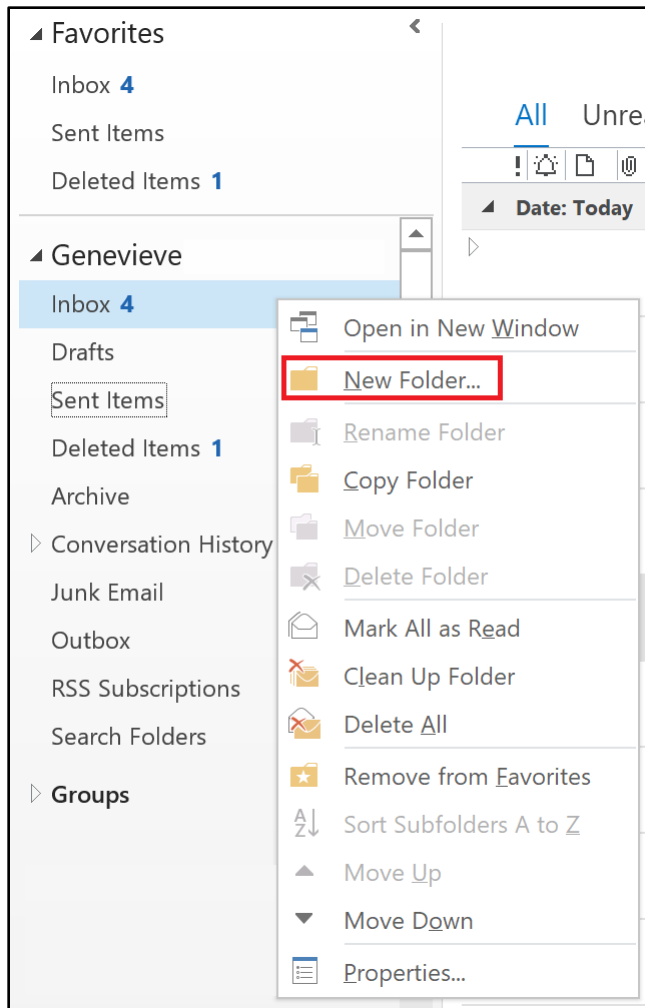 Favorites
Inbox 4
Sent Items
Deleted Items 1
Genevieve
Inbox 4
Drafts
Sent Items
Deleted Items 1
Archive
Conversation History
Junk Email
Outbox
RSS Subscriptions
Search Folders
Groups
All Unrea
!
Date: Today
Open in New Window
New Folder...
Rename Folder
Copy Folder
Move Folder
Delete Folder
Mark All as Read
Clean Up Folder
Delete All
Remove from Favorites
Sort Subfolders A to Z
Move Up
Move Down
Properties...